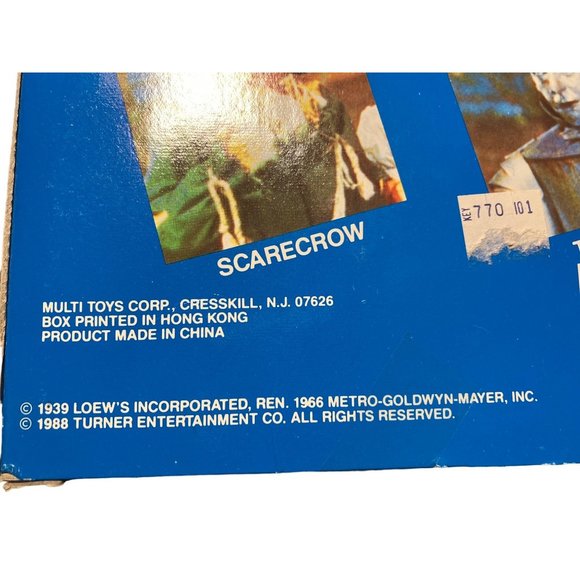 KEY 770 101
SCARECROW
MULTI TOYS CORP., CRESSKILL, N.J. 07626
BOX PRINTED IN HONG KONG
PRODUCT MADE IN CHINA
© 1939 LOEW'S INCORPORATED, REN. 1966 METRO-GOLDWYN-MAYER, INC.
© 1988 TURNER ENTERTAINMENT CO. ALL RIGHTS RESERVED.